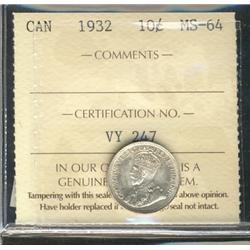 CAN 1932 10¢ MS-64
— COMMENTS —
— CERTIFICATION NO. —
VY 247
IN OUR IS A
GENUINE EM.
Tampering with this seal above opinion.
Have holder replaced if seal not intact.